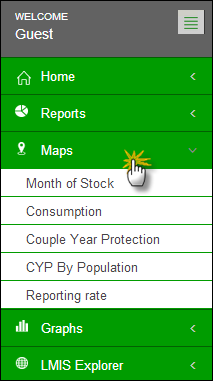 WELCOME
Guest
Home
Reports
Maps
Month of Stock
Consumption
Couple Year Protection
CYP By Population
Reporting rate
Graphs
LMIS Explorer